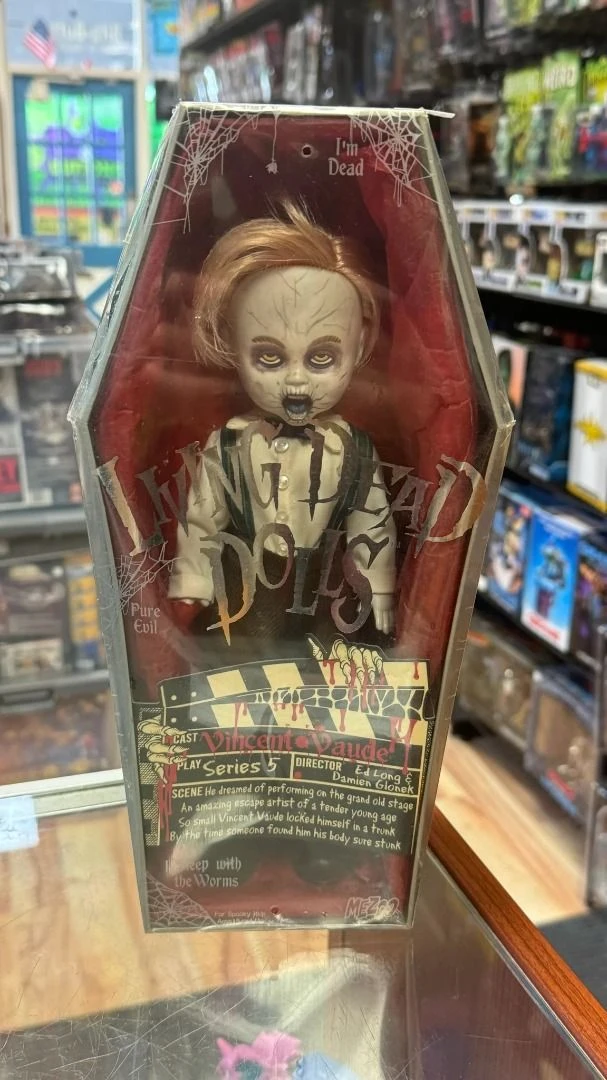 I'm
Dead
LIVING DEAD
DOLLS
Pure
Evil
CAST Vincent Vaude
PLAY Series 5 DIRECTOR Ed Long &
Damien Glonek
SCENE He dreamed of performing on the grand old stage
An amazing escape artist of a tender young age
So small Vincent Vaude locked himself in a trunk
By the time someone found him his body sure stunk
I Sleep with
the Worms
For Spooky Kids
MEZCO